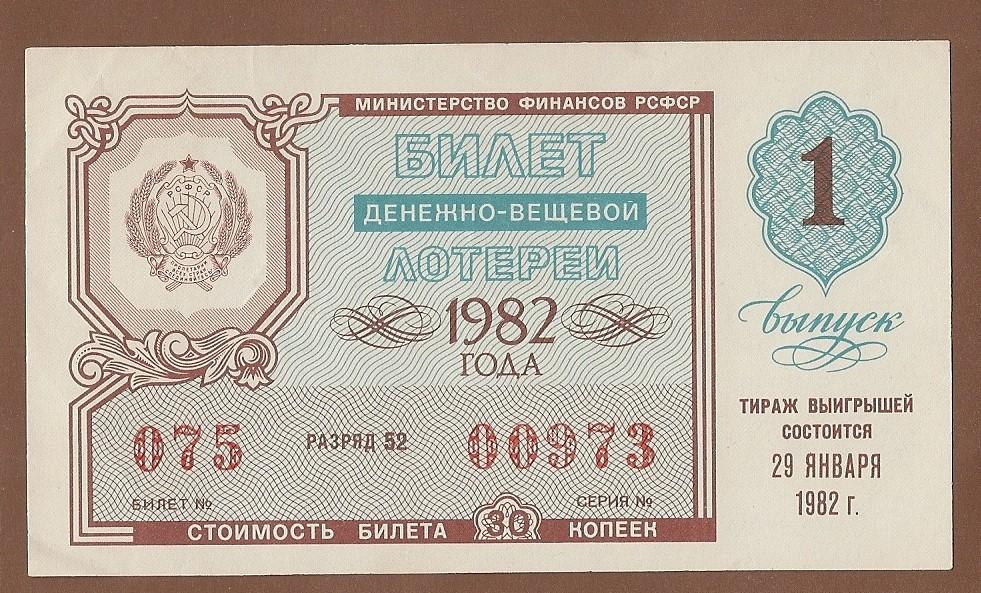 МИНИСТЕРСТВО ФИНАНСОВ РСФСР
РСФСР
БИЛЕТ
ДЕНЕЖНО-ВЕЩЕВОЙ
ЛОТЕРЕИ
1982
ГОДА
075
РАЗРЯД 52
00973
БИЛЕТ №
СЕРИЯ №
СТОИМОСТЬ БИЛЕТА 30 КОПЕЕК
1
выпуск
ТИРАЖ ВЫИГРЫШЕЙ
СОСТОИТСЯ
29 ЯНВАРЯ
1982 г.